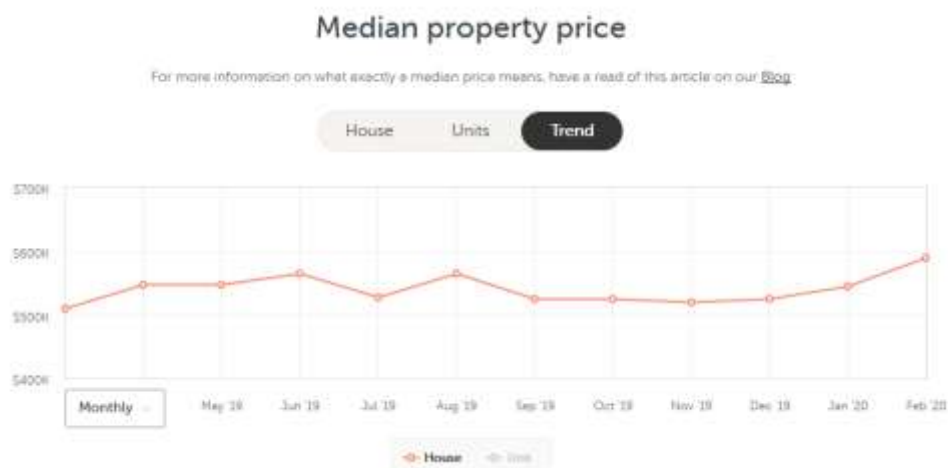 Median property price
For more information on what exactly a median price means, have a read of this article on our Blog
House Units Trend
$700K
$600K
$500K
$400K
Monthly May '19 Jun '19 Jul '19 Aug '19 Sep '19 Oct '19 Nov '19 Dec '19 Jan '20 Feb '20
House Unit